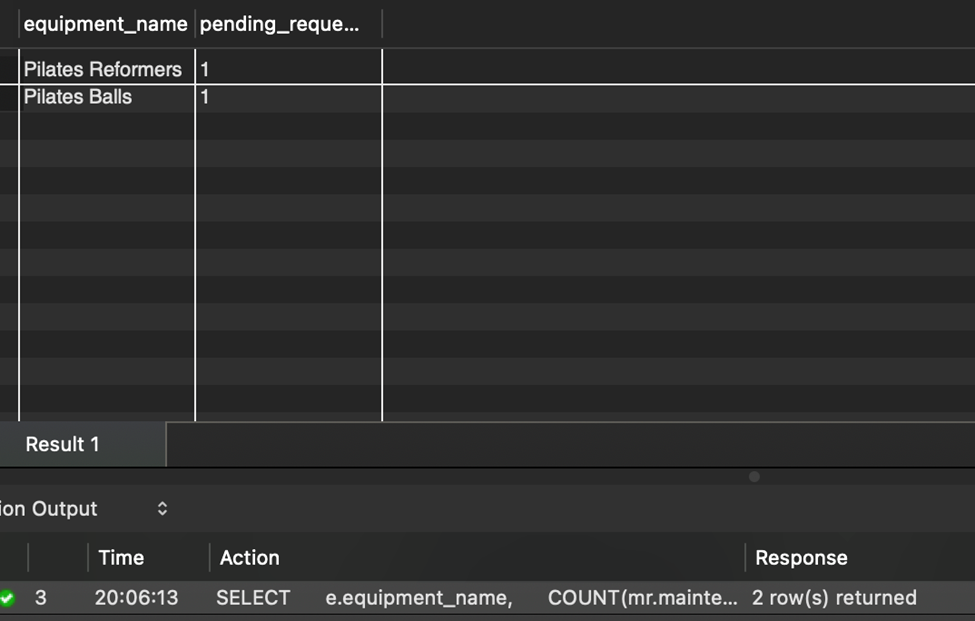 equipment_name pending_reque...
Pilates Reformers 1
Pilates Balls 1
Result 1
ion Output
Time Action Response
3 20:06:13 SELECT e.equipment_name, COUNT(mr.mainte... 2 row(s) returned